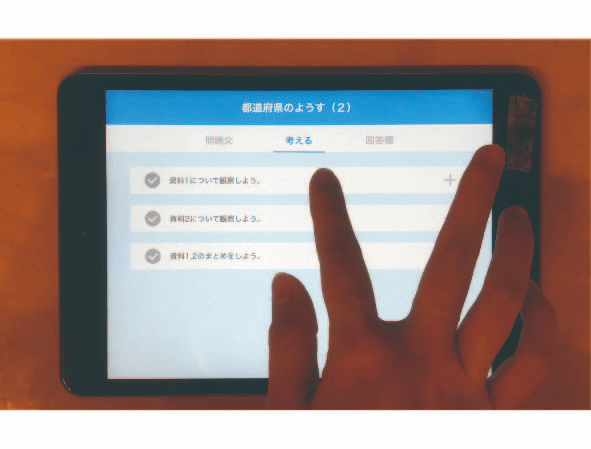 都道府県のようす（2）
問題文 考える 回答欄
資料1について観察しよう。
資料2について観察しよう。
資料1,2のまとめをしよう。